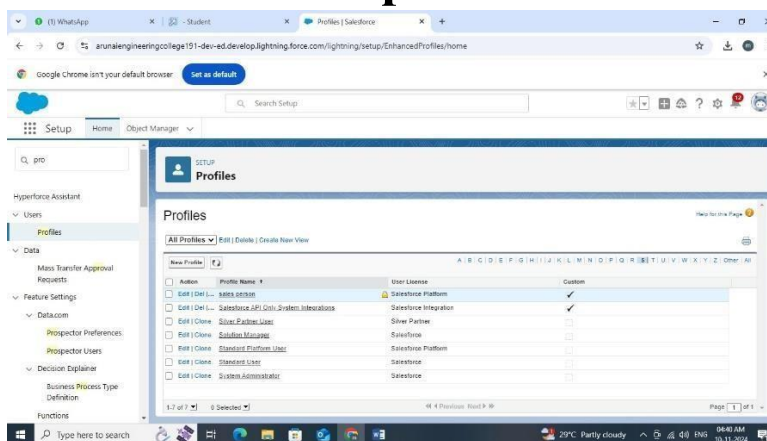 (1) WhatsApp
- Student
Profiles | Salesforce
arunaiengineeringcollege191-dev-ed.develop.lightning.force.com/lightning/setup/EnhancedProfiles/home
Google Chrome isn't your default browser Set as default
Search Setup
12
Setup Home Object Manager
pro
SETUP
Profiles
Hyperforce Assistant
Users
Profiles
Data
Mass Transfer Approval
Requests
Feature Settings
Data.com
Prospector Preferences
Prospector Users
Decision Explainer
Business Process Type
Definition
Functions
Profiles
Help for this Page
All Profiles Edit | Delete | Create New View
New Profile
A | B | C | D | E | F | G | H | I | J | K | L | M | N | O | P | Q | R | S | T | U | V | W | X | Y | Z | Other | All
Action Profile Name User License Custom
Edit | Del | ... sales person Salesforce Platform
Edit | Del | ... Salesforce API Only System Integrations Salesforce Integration
Edit | Clone Silver Partner User Silver Partner
Edit | Clone Solution Manager Salesforce
Edit | Clone Standard Platform User Salesforce Platform
Edit | Clone Standard User Salesforce
Edit | Clone System Administrator Salesforce
1-7 of 7 0 Selected Previous Next Page 1 of 1
Type here to search
29°C Partly cloudy ENG
04:40 AM
10-11-2024